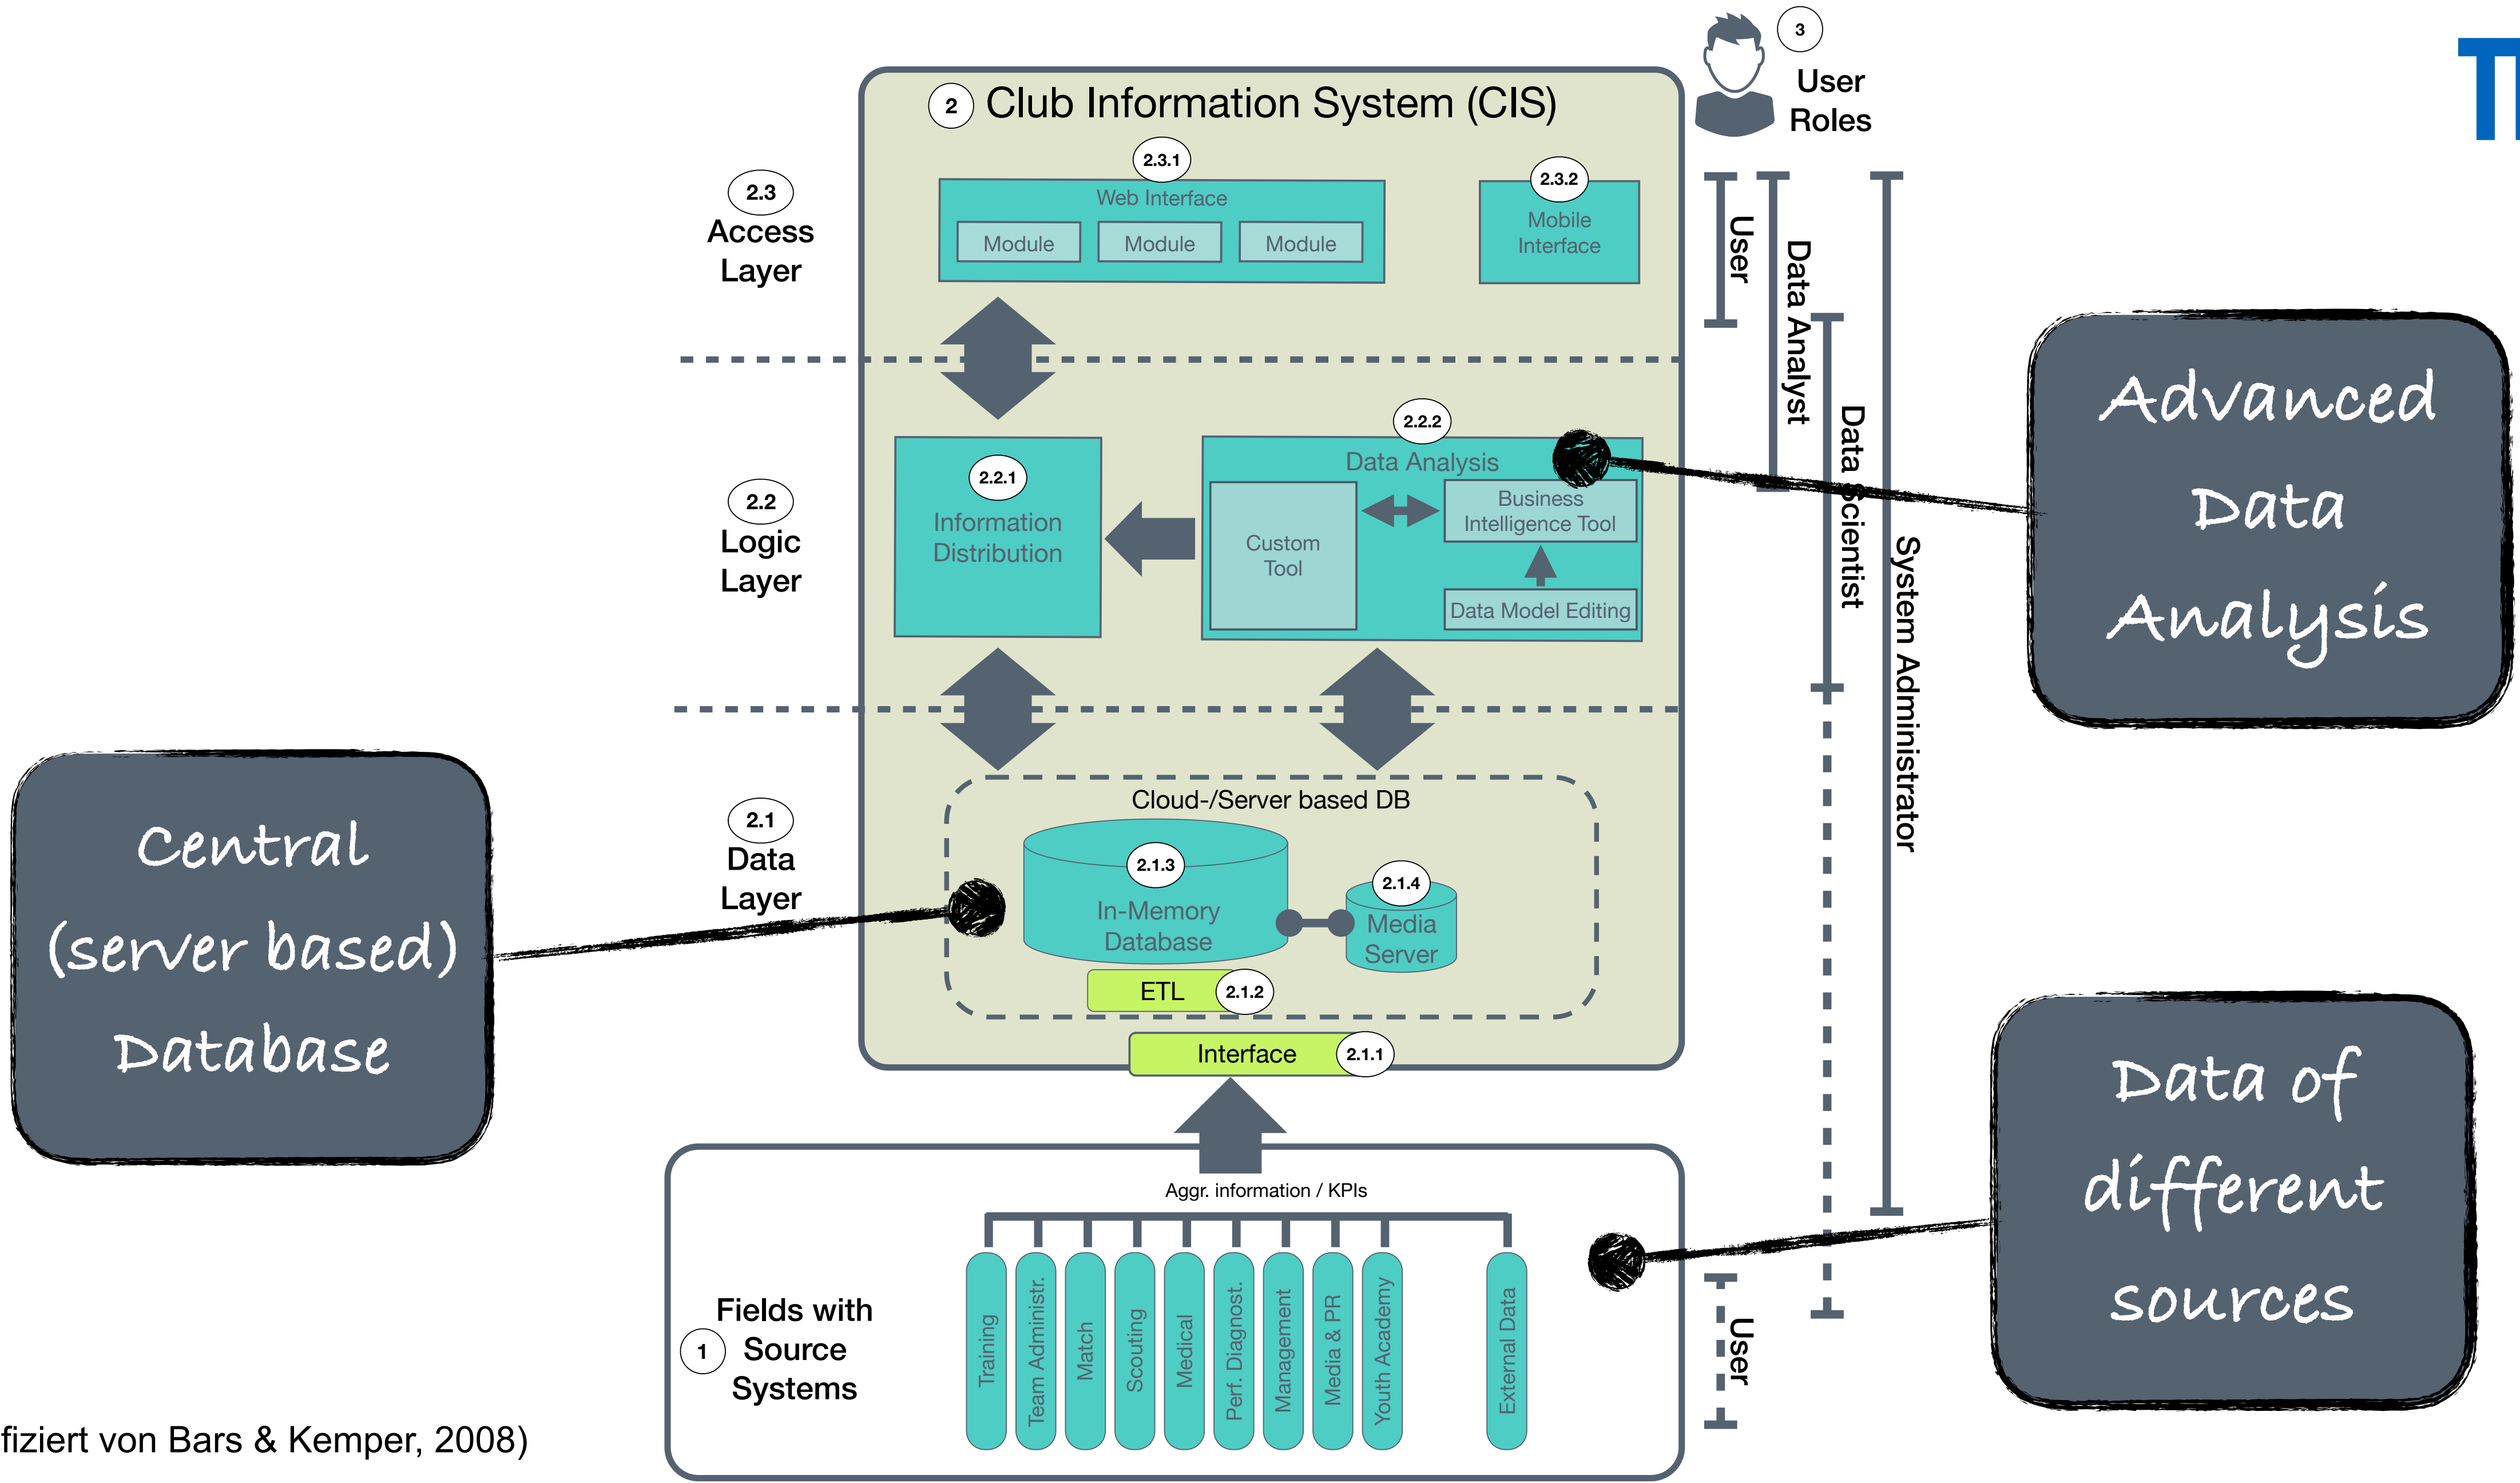 3
User
Roles
2
Club Information System (CIS)
2.3
Access
Layer
2.3.1
Web Interface
Module
Module
Module
2.3.2
Mobile
Interface
User
Data Analyst
Data Scientist
System Administrator
Advanced
Data
Analysis
2.2
Logic
Layer
2.2.1
Information
Distribution
2.2.2
Data Analysis
Custom
Tool
Business
Intelligence Tool
Data Model Editing
2.1
Data
Layer
Cloud-/Server based DB
2.1.3
In-Memory
Database
2.1.4
Media
Server
ETL
2.1.2
Interface
2.1.1
Central
(server based)
Database
Data of
different
sources
Aggr. information / KPIs
1
Fields with
Source
Systems
Training
Team Administr.
Match
Scouting
Medical
Perf. Diagnost.
Management
Media & PR
Youth Academy
External Data
User
fiziert von Bars & Kemper, 2008)